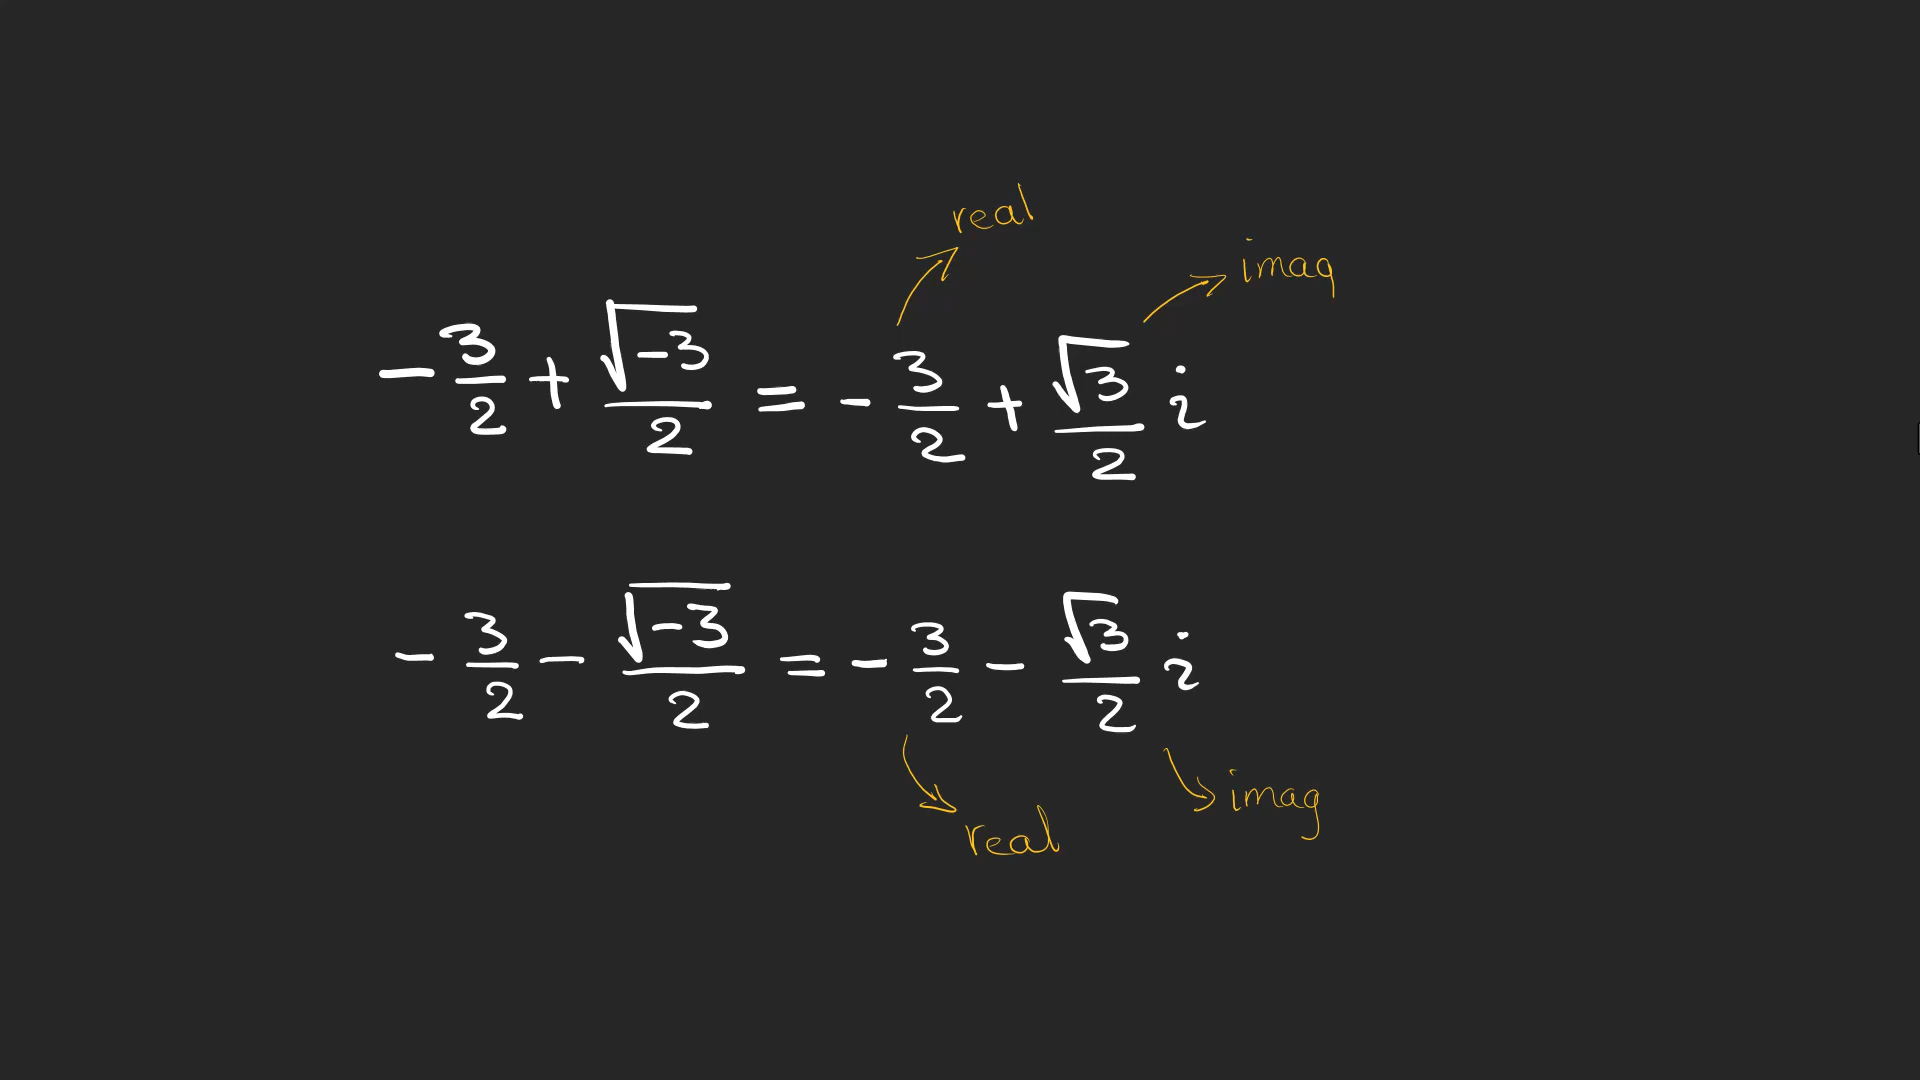 real
imag
-3/2 + √-3/2 = -3/2 + √3/2 i
-3/2 - √-3/2 = -3/2 - √3/2 i
real
imag